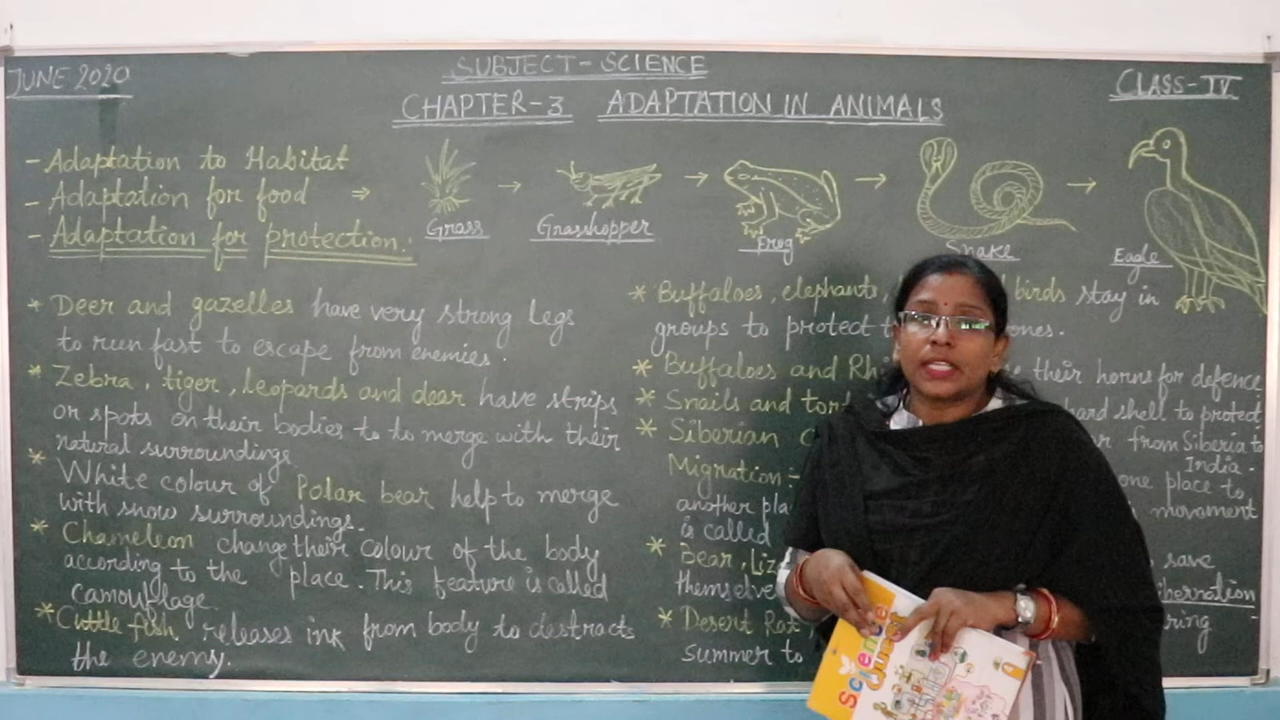 JUNE 2020
SUBJECT-SCIENCE
CLASS-IV
CHAPTER-3 ADAPTATION IN ANIMALS
- Adaptation to Habitat
- Adaptation for food ⇒
- Adaptation for protection:
Grass → Grasshopper → Frog → Snake → Eagle
* Deer and gazelles have very strong legs
to run fast to escape from enemies.
* Zebra, tiger, leopards and dear have strips
or spots on their bodies to to merge with their
natural surroundings.
* White colour of Polar bear help to merge
with snow surroundings.
* Chameleon change their colour of the body
according to the place. This feature is called
camouflage.
* Cuttle fish releases ink from body to destracts
the enemy.
* Buffaloes, elephants, birds stay in
groups to protect ones.
* Buffaloes and their horns for defence
* Snails and hard shell to protect
* Siberian from Siberia to
India.
Migration - one place to
another movement
is called
* Bear, save
themselve
* Desert Rat,
summer to
Science
Quest